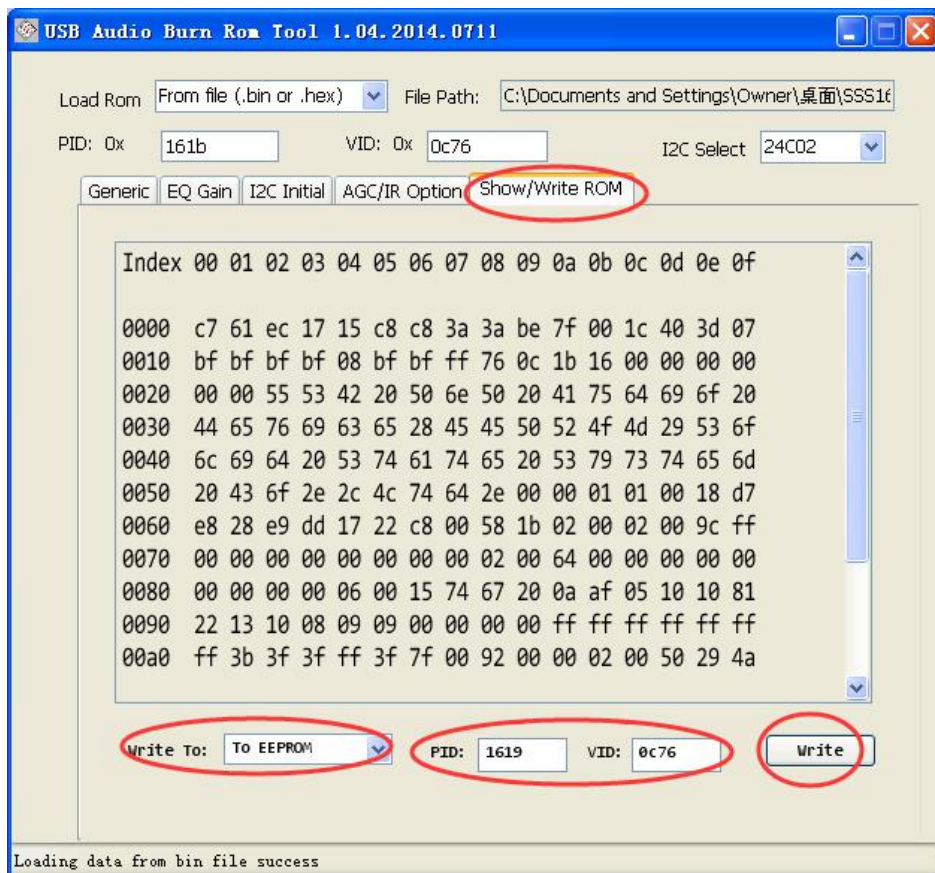 USB Audio Burn Rom Tool 1.04.2014.0711
Load Rom From file (.bin or .hex) File Path: C:\Documents and Settings\Owner\桌面\SSS16
PID: 0x 161b VID: 0x 0c76 I2C Select 24C02
Generic EQ Gain I2C Initial AGC/IR Option Show/Write ROM
Index 00 01 02 03 04 05 06 07 08 09 0a 0b 0c 0d 0e 0f
0000 c7 61 ec 17 15 c8 c8 3a 3a be 7f 00 1c 40 3d 07
0010 bf bf bf bf 08 bf bf ff 76 0c 1b 16 00 00 00 00
0020 00 00 55 53 42 20 50 6e 50 20 41 75 64 69 6f 20
0030 44 65 76 69 63 65 28 45 45 50 52 4f 4d 29 53 6f
0040 6c 69 64 20 53 74 61 74 65 20 53 79 73 74 65 6d
0050 20 43 6f 2e 2c 4c 74 64 2e 00 00 01 01 00 18 d7
0060 e8 28 e9 dd 17 22 c8 00 58 1b 02 00 02 00 9c ff
0070 00 00 00 00 00 00 00 00 02 00 64 00 00 00 00 00
0080 00 00 00 00 06 00 15 74 67 20 0a af 05 10 10 81
0090 22 13 10 08 09 09 00 00 00 00 ff ff ff ff ff ff
00a0 ff 3b 3f 3f ff 3f 7f 00 92 00 00 02 00 50 29 4a
Write To: To EEPROM PID: 1619 VID: 0c76 Write
Loading data from bin file success